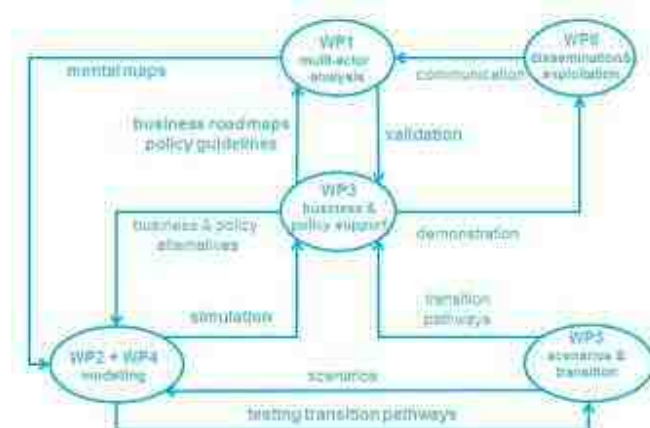 WP1
multi-actor
analysis
WP6
dissemination &
exploitation
mental maps
communication
business roadmaps
policy guidelines
validation
WP3
business &
policy support
business & policy
alternatives
demonstration
simulation
transition
pathways
WP2 + WP4
modelling
WP5
scenarios &
transition
scenarios
testing transition pathways